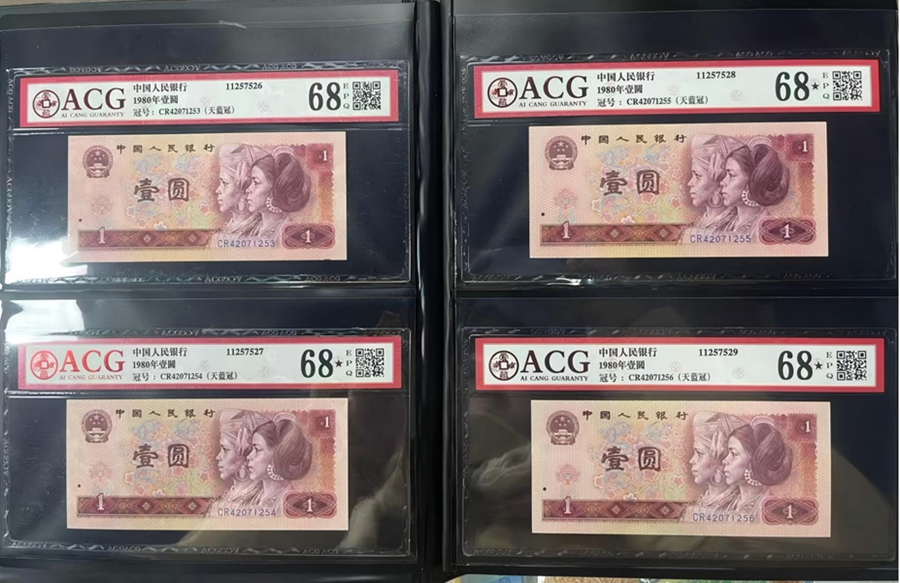 ACG
AI CANG GUARANTY
中国人民银行 11257526
1980年壹圆
冠号：CR42071253（天蓝冠）
68 EPQ
中国人民银行
壹圆
1
1 CR42071253 1
ACG
AI CANG GUARANTY
中国人民银行 11257528
1980年壹圆
冠号：CR42071255（天蓝冠）
68★ EPQ
中国人民银行
壹圆
1
1 CR42071255 1
ACG
AI CANG GUARANTY
中国人民银行 11257527
1980年壹圆
冠号：CR42071254（天蓝冠）
68★ EPQ
中国人民银行
壹圆
1
1 CR42071254 1
ACG
AI CANG GUARANTY
中国人民银行 11257529
1980年壹圆
冠号：CR42071256（天蓝冠）
68★ EPQ
中国人民银行
壹圆
1
1 CR42071256 1